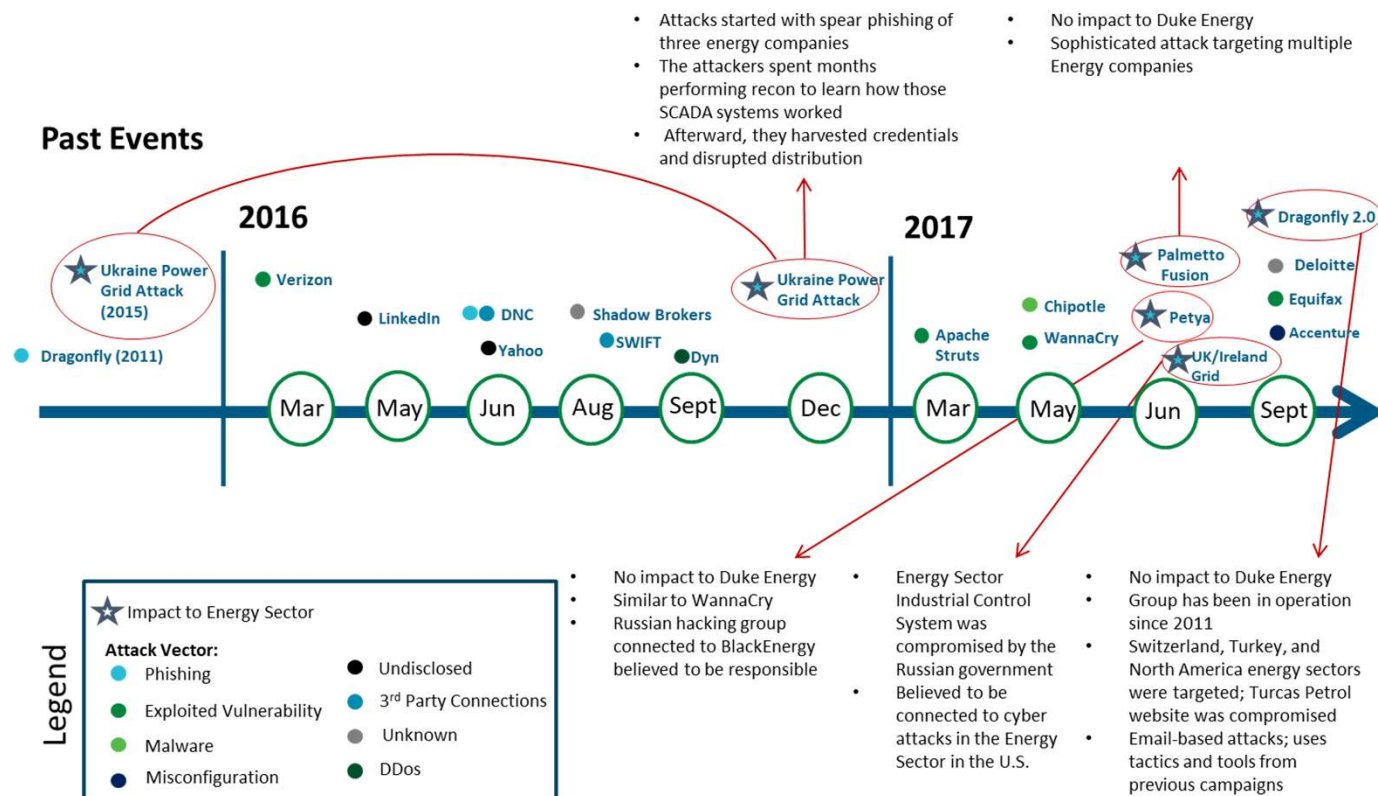 • Attacks started with spear phishing of
three energy companies
• The attackers spent months
performing recon to learn how those
SCADA systems worked
• Afterward, they harvested credentials
and disrupted distribution
• No impact to Duke Energy
• Sophisticated attack targeting multiple
Energy companies
Past Events
2016
2017
Ukraine Power
Grid Attack
(2015)
Dragonfly (2011)
Verizon
LinkedIn
DNC
Yahoo
Shadow Brokers
SWIFT
Dyn
Ukraine Power
Grid Attack
Apache
Struts
Chipotle
WannaCry
Palmetto
Fusion
Petya
UK/Ireland
Grid
Dragonfly 2.0
Deloitte
Equifax
Accenture
Mar
May
Jun
Aug
Sept
Dec
Mar
May
Jun
Sept
• No impact to Duke Energy
• Similar to WannaCry
• Russian hacking group
connected to BlackEnergy
believed to be responsible
• Energy Sector
Industrial Control
System was
compromised by the
Russian government
• Believed to be
connected to cyber
attacks in the Energy
Sector in the U.S.
• No impact to Duke Energy
• Group has been in operation
since 2011
• Switzerland, Turkey, and
North America energy sectors
were targeted; Turcas Petrol
website was compromised
• Email-based attacks; uses
tactics and tools from
previous campaigns
Legend
Impact to Energy Sector
Attack Vector:
Phishing
Exploited Vulnerability
Malware
Misconfiguration
Undisclosed
3rd Party Connections
Unknown
DDos